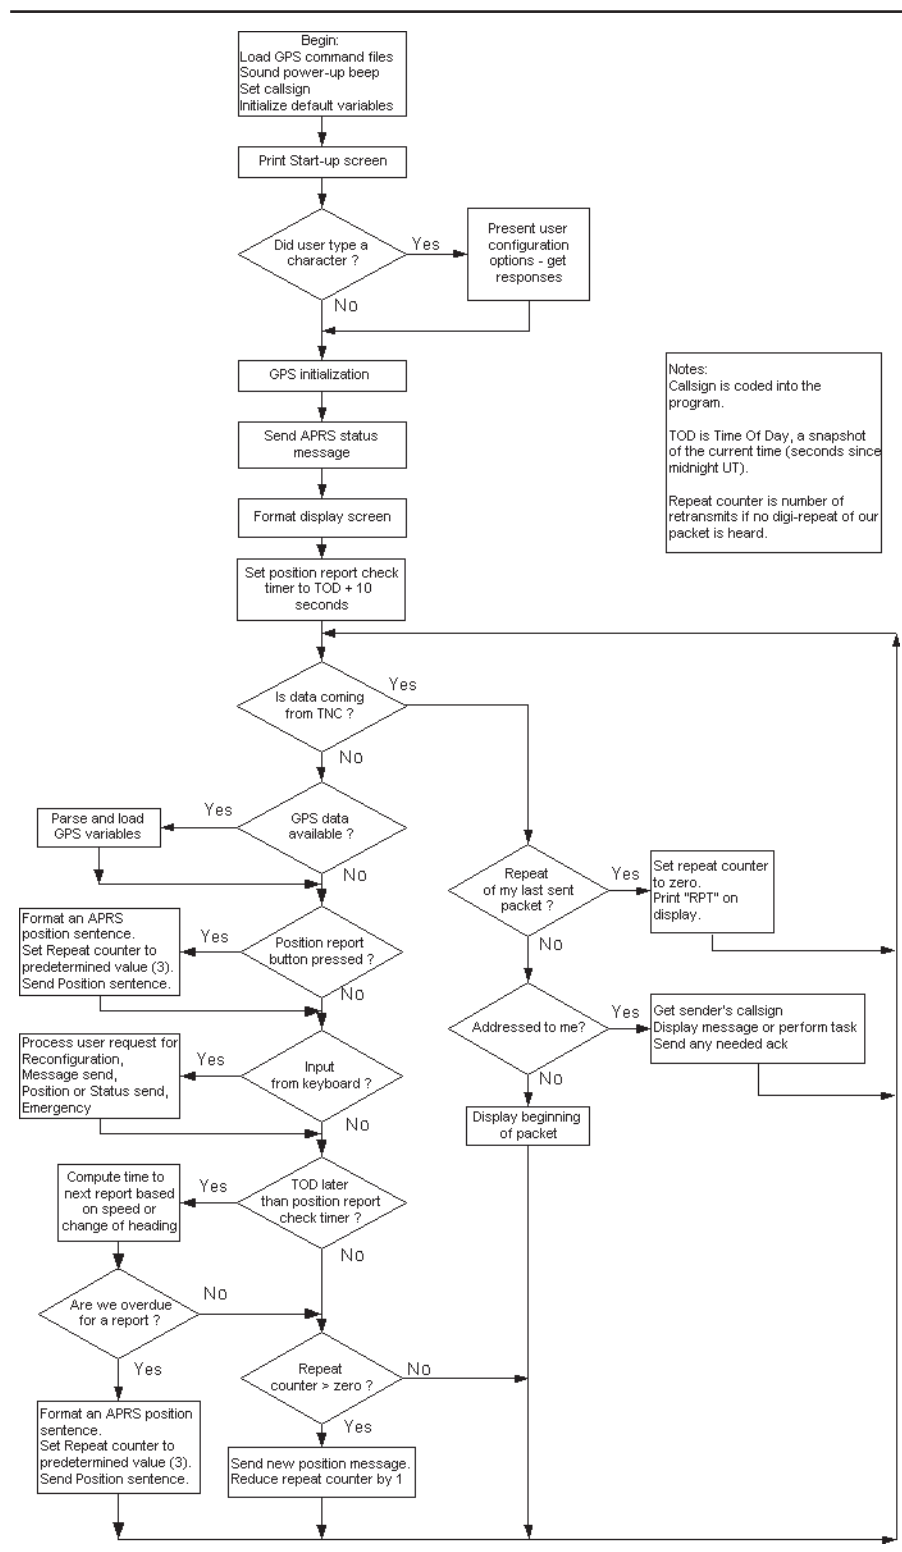 Begin:
Load GPS command files
Sound power-up beep
Set callsign
Initialize default variables
Print Start-up screen
Did user type a
character ?
Yes
Present user
configuration
options - get
responses
No
GPS initialization
Send APRS status
message
Format display screen
Set position report check
timer to TOD + 10
seconds
Notes:
Callsign is coded into the
program.
TOD is Time Of Day, a snapshot
of the current time (seconds since
midnight UT).
Repeat counter is number of
retransmits if no digi-repeat of our
packet is heard.
Is data coming
from TNC ?
Yes
No
GPS data
available ?
Yes
Parse and load
GPS variables
No
Position report
button pressed ?
Yes
Format an APRS
position sentence.
Set Repeat counter to
predetermined value (3).
Send Position sentence.
No
Input
from keyboard ?
Yes
Process user request for
Reconfiguration,
Message send,
Position or Status send,
Emergency
No
TOD later
than position report
check timer ?
Yes
Compute time to
next report based
on speed or
change of heading
No
Are we overdue
for a report ?
No
Yes
Format an APRS position
sentence.
Set Repeat counter to
predetermined value (3).
Send Position sentence.
Repeat
counter > zero ?
No
Yes
Send new position message.
Reduce repeat counter by 1
Repeat
of my last sent
packet ?
Yes
Set repeat counter
to zero.
Print "RPT" on
display.
No
Addressed to me?
Yes
Get sender's callsign
Display message or perform task
Send any needed ack
No
Display beginning
of packet